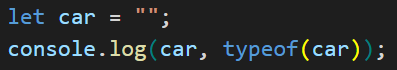 let car = "";
console.log(car, typeof(car));